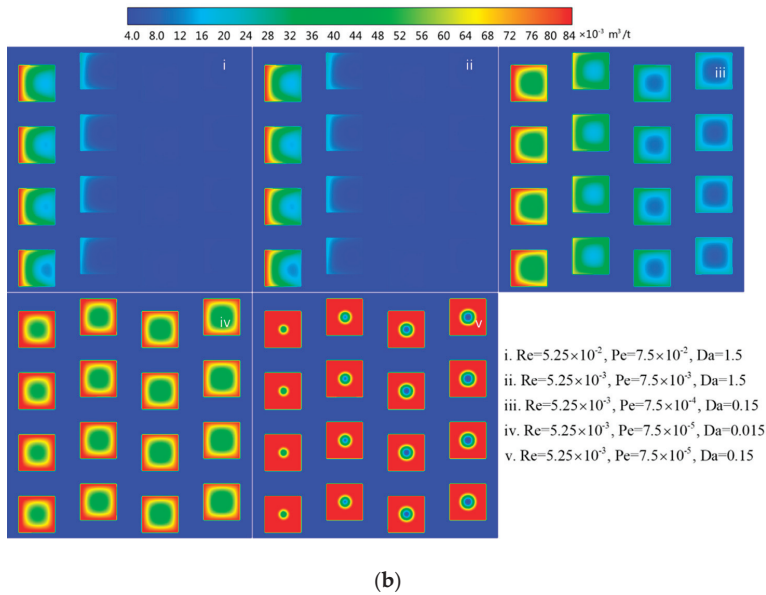 4.0 8.0 12 16 20 24 28 32 36 40 44 48 52 56 60 64 68 72 76 80 84 ×10⁻³ m³/t
i
ii
iii
iv
v
i. Re=5.25×10⁻², Pe=7.5×10⁻², Da=1.5
ii. Re=5.25×10⁻³, Pe=7.5×10⁻³, Da=1.5
iii. Re=5.25×10⁻³, Pe=7.5×10⁻⁴, Da=0.15
iv. Re=5.25×10⁻³, Pe=7.5×10⁻⁵, Da=0.015
v. Re=5.25×10⁻³, Pe=7.5×10⁻⁵, Da=0.15
(b)